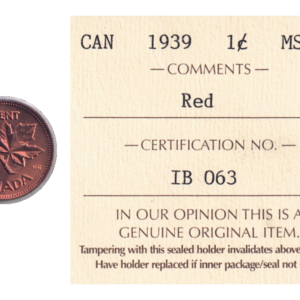 CAN 1939 1¢ MS
— COMMENTS —
Red
— CERTIFICATION NO. —
IB 063
IN OUR OPINION THIS IS A
GENUINE ORIGINAL ITEM.
Tampering with this sealed holder invalidates above
Have holder replaced if inner package/seal not